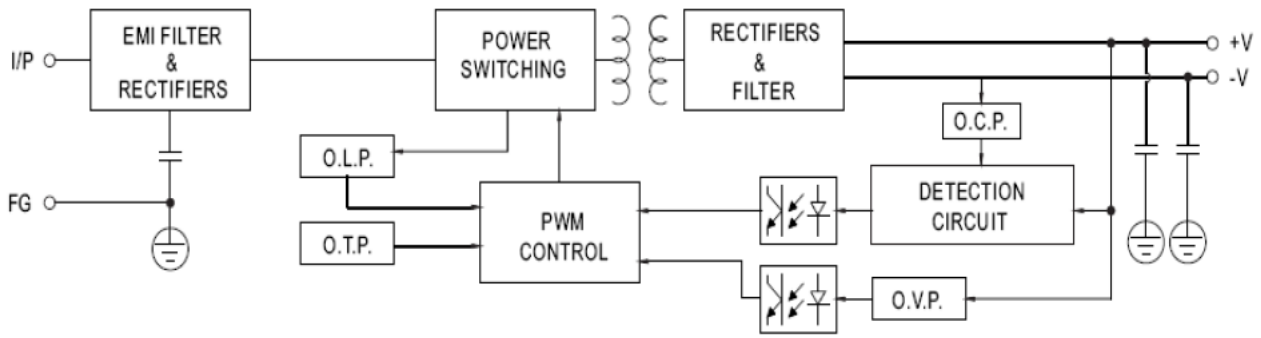 I/P
EMI FILTER
&
RECTIFIERS
POWER
SWITCHING
RECTIFIERS
&
FILTER
+V
-V
O.C.P.
O.L.P.
DETECTION
CIRCUIT
FG
PWM
CONTROL
O.T.P.
O.V.P.